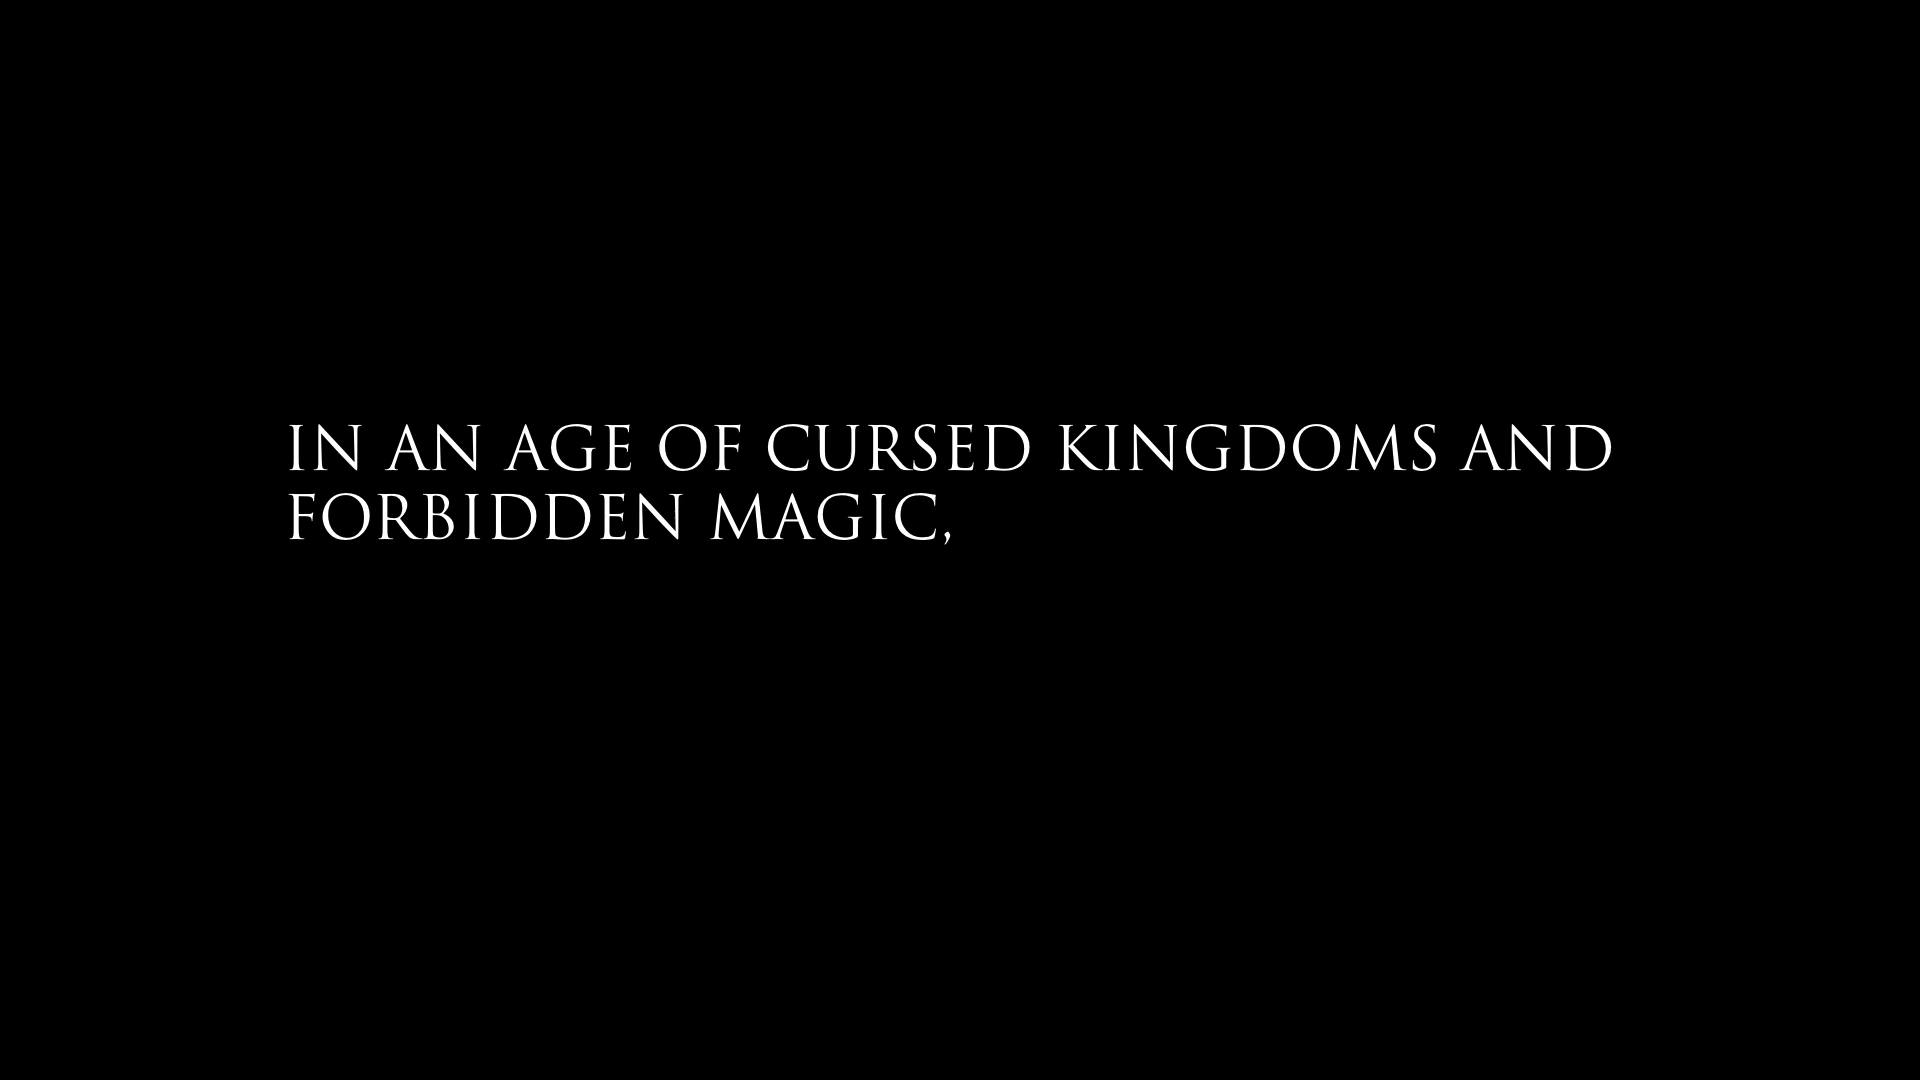 IN AN AGE OF CURSED KINGDOMS AND
FORBIDDEN MAGIC,